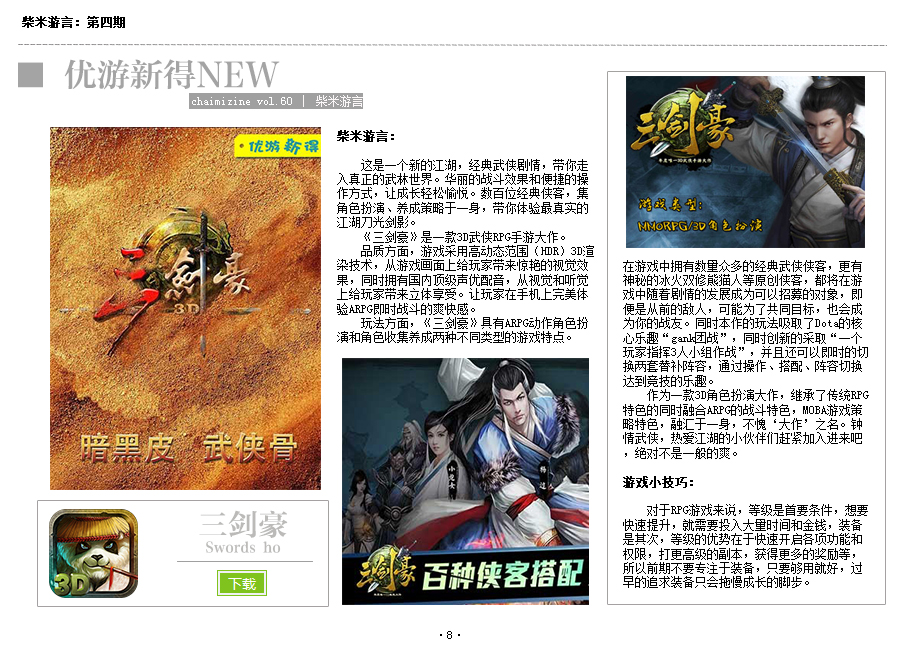 柴米游言：第四期
优游新得NEW
chaimizine vol.60 | 柴米游言
·优游新得
三剑豪
3D
暗黑皮 武侠骨
3D
三剑豪
Swords ho
下载
柴米游言：
这是一个新的江湖，经典武侠剧情，带你走
入真正的武林世界。华丽的战斗效果和便捷的操
作方式，让成长轻松愉悦。数百位经典侠客，集
角色扮演、养成策略于一身，带你体验最真实的
江湖刀光剑影。
《三剑豪》是一款3D武侠RPG手游大作。
品质方面，游戏采用高动态范围（HDR）3D渲
染技术，从游戏画面上给玩家带来惊艳的视觉效
果，同时拥有国内顶级声优配音，从视觉和听觉
上给玩家带来立体享受。让玩家在手机上完美体
验ARPG即时战斗的爽快感。
玩法方面，《三剑豪》具有ARPG动作角色扮
演和角色收集养成两种不同类型的游戏特点。
小龙女
杨过
三剑豪
百种侠客搭配
三剑豪
游戏类型：
MMORPG/3D角色扮演
在游戏中拥有数量众多的经典武侠侠客，更有
神秘的冰火双修熊猫人等原创侠客，都将在游
戏中随着剧情的发展成为可以招募的对象，即
便是从前的敌人，可能为了共同目标，也会成
为你的战友。同时本作的玩法吸取了Dota的核
心乐趣“gank团战”，同时创新的采取“一个
玩家指挥3人小组作战”，并且还可以即时的切
换两套替补阵容，通过操作、搭配、阵容切换
达到竞技的乐趣。
作为一款3D角色扮演大作，继承了传统RPG
特色的同时融合ARPG的战斗特色，MOBA游戏策
略特色，融汇于一身，不愧‘大作’之名。钟
情武侠，热爱江湖的小伙伴们赶紧加入进来吧
，绝对不是一般的爽。
游戏小技巧：
对于RPG游戏来说，等级是首要条件，想要
快速提升，就需要投入大量时间和金钱，装备
是其次，等级的优势在于快速开启各项功能和
权限，打更高级的副本，获得更多的奖励等，
所以前期不要专注于装备，只要够用就好，过
早的追求装备只会拖慢成长的脚步。
·8·